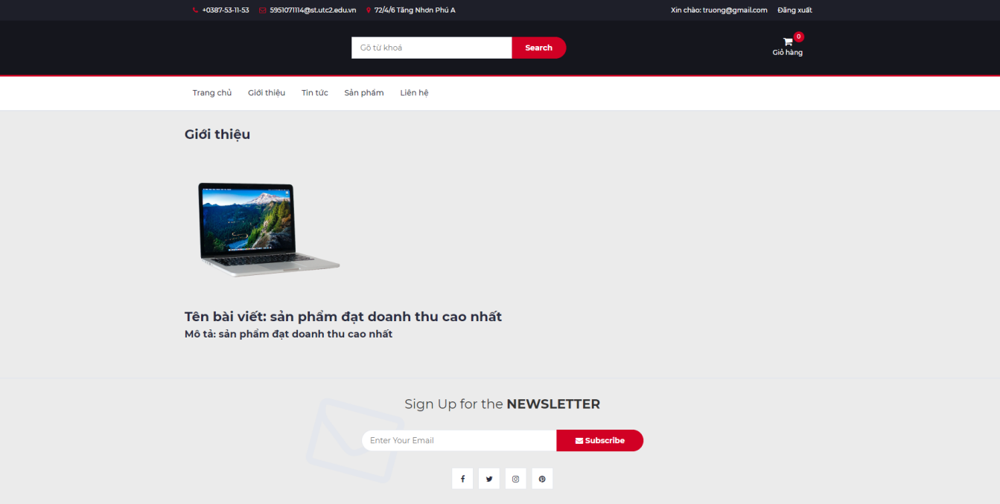 +0387-53-11-53 5951071114@st.utc2.edu.vn 72/4/6 Tăng Nhơn Phú A Xin chào: truong@gmail.com Đăng xuất
Gõ từ khoá Search 0
Giỏ hàng
Trang chủ Giới thiệu Tin tức Sản phẩm Liên hệ
Giới thiệu
Tên bài viết: sản phẩm đạt doanh thu cao nhất
Mô tả: sản phẩm đạt doanh thu cao nhất
Sign Up for the NEWSLETTER
Enter Your Email Subscribe